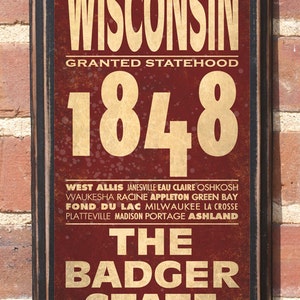 WISCONSIN
GRANTED STATEHOOD
1848
WEST ALLIS JANESVILLE EAU CLAIRE OSHKOSH
WAUKESHA RACINE APPLETON GREEN BAY
FOND DU LAC MILWAUKEE LA CROSSE
PLATTEVILLE MADISON PORTAGE ASHLAND
THE
BADGER
STATE